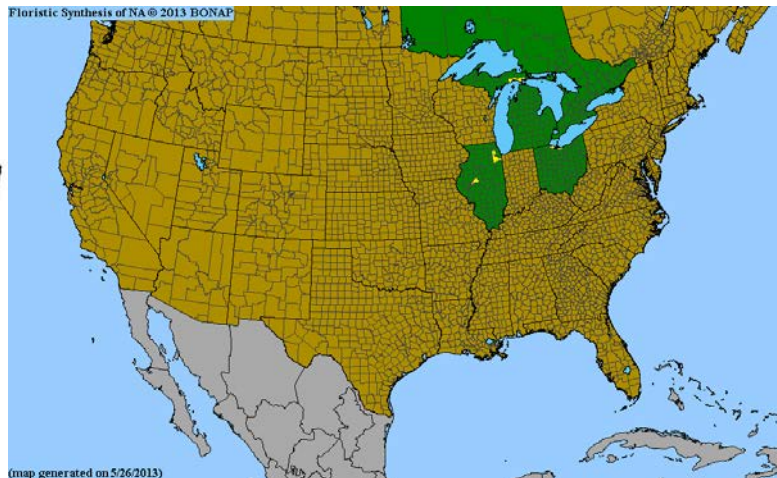 Floristic Synthesis of NA © 2013 BONAP
(map generated on 5/26/2013)